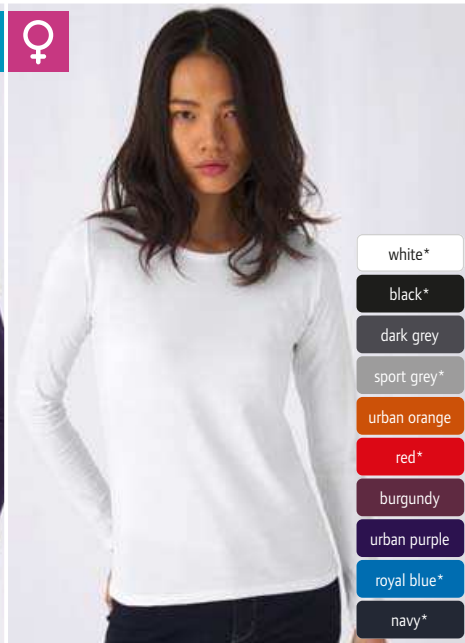 white*
black*
dark grey
sport grey*
urban orange
red*
burgundy
urban purple
royal blue*
navy*